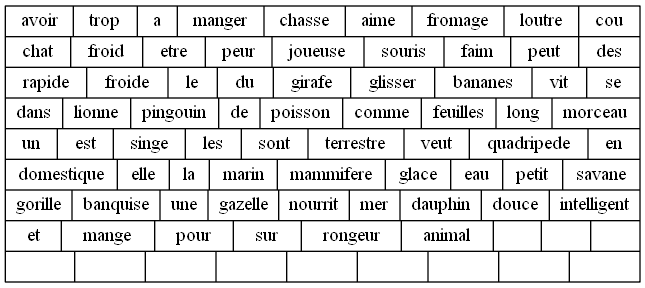 avoir trop a manger chasse aime fromage loutre cou
chat froid etre peur joueuse souris faim peut des
rapide froide le du girafe glisser bananes vit se
dans lionne pingouin de poisson comme feuilles long morceau
un est singe les sont terrestre veut quadripede en
domestique elle la marin mammifere glace eau petit savane
gorille banquise une gazelle nourrit mer dauphin douce intelligent
et mange pour sur rongeur animal